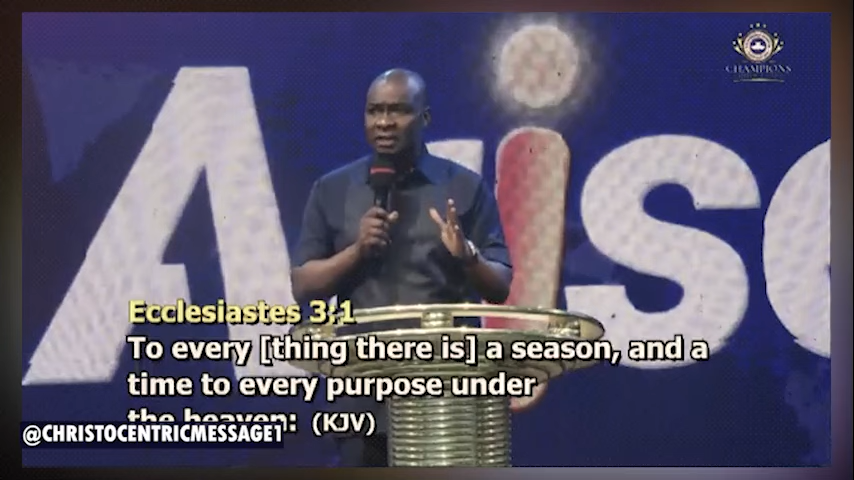 CHAMPIONS
Arise
Ecclesiastes 3:1
To every [thing there is] a season, and a
time to every purpose under
the heaven: (KJV)
@CHRISTOCENTRICMESSAGE1